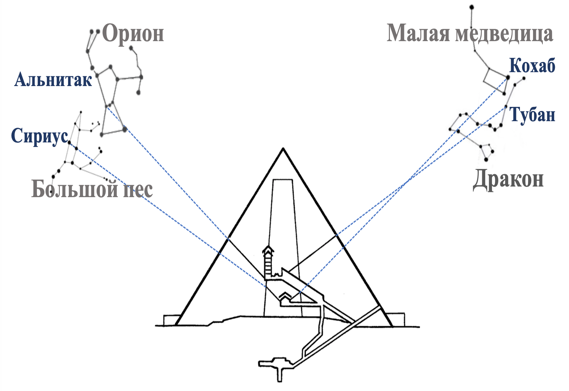 Орион
Малая медведица
Альнитак
Кохаб
Сириус
Тубан
Большой пес
Дракон